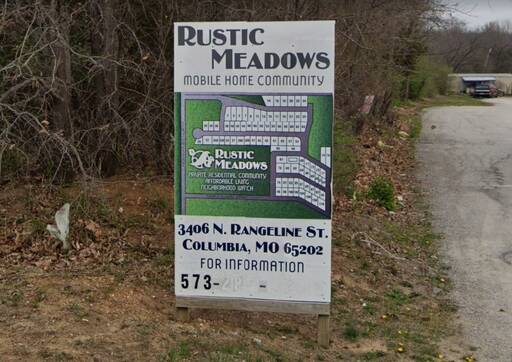 RUSTIC
MEADOWS
MOBILE HOME COMMUNITY
RUSTIC
MEADOWS
PRIVATE RESIDENTIAL COMMUNITY
AFFORDABLE LIVING
NEIGHBORHOOD WATCH
3406 N. RANGELINE ST.
COLUMBIA, MO 65202
FOR INFORMATION
573-